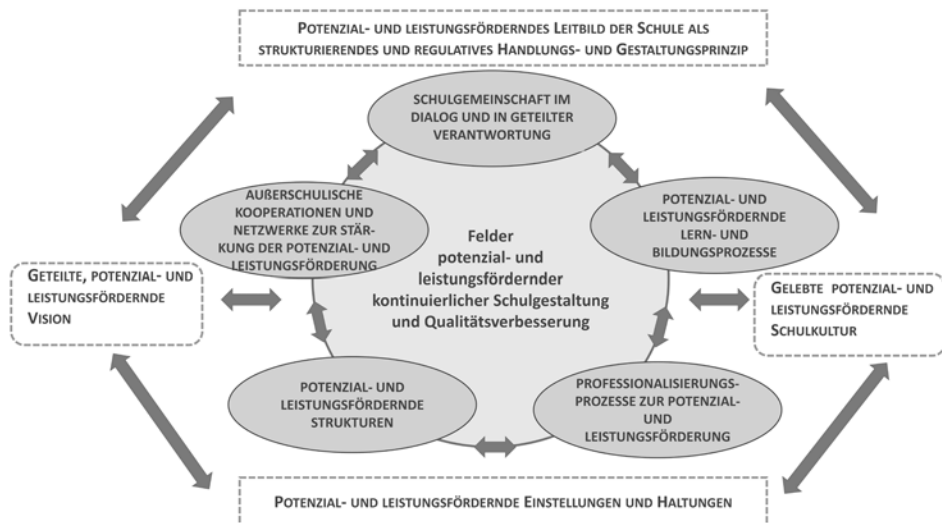 POTENZIAL- UND LEISTUNGSFÖRDERNDES LEITBILD DER SCHULE ALS
STRUKTURIERENDES UND REGULATIVES HANDLUNGS- UND GESTALTUNGSPRINZIP
SCHULGEMEINSCHAFT IM
DIALOG UND IN GETEILTER
VERANTWORTUNG
AUßERSCHULISCHE
KOOPERATIONEN UND
NETZWERKE ZUR STÄR-
KUNG DER POTENZIAL- UND
LEISTUNGSFÖRDERUNG
POTENZIAL- UND
LEISTUNGSFÖRDERNDE
LERN- UND
BILDUNGSPROZESSE
Felder
potenzial- und
leistungsfördernder
kontinuierlicher Schulgestaltung
und Qualitätsverbesserung
GETEILTE, POTENZIAL- UND
LEISTUNGSFÖRDERNDE
VISION
GELEBTE POTENZIAL- UND
LEISTUNGSFÖRDERNDE
SCHULKULTUR
POTENZIAL- UND
LEISTUNGSFÖRDERNDE
STRUKTUREN
PROFESSIONALISIERUNGS-
PROZESSE ZUR POTENZIAL-
UND
LEISTUNGSFÖRDERUNG
POTENZIAL- UND LEISTUNGSFÖRDERNDE EINSTELLUNGEN UND HALTUNGEN